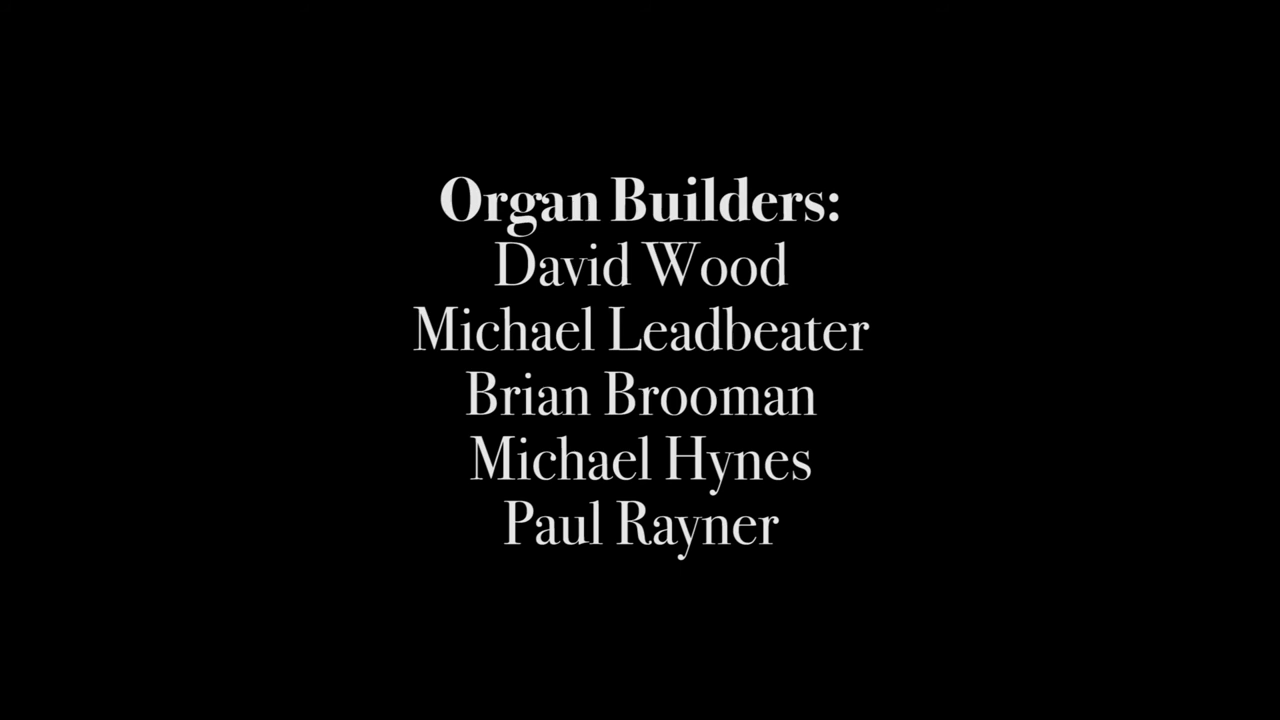 Organ Builders:
David Wood
Michael Leadbeater
Brian Brooman
Michael Hynes
Paul Rayner